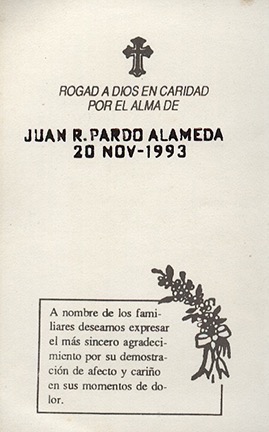 ROGAD A DIOS EN CARIDAD
POR EL ALMA DE
JUAN R. PARDO ALAMEDA
20 NOV-1993
A nombre de los fami-
liares deseamos expresar
el más sincero agradeci-
miento por su demostra-
ción de afecto y cariño
en sus momentos de do-
lor.